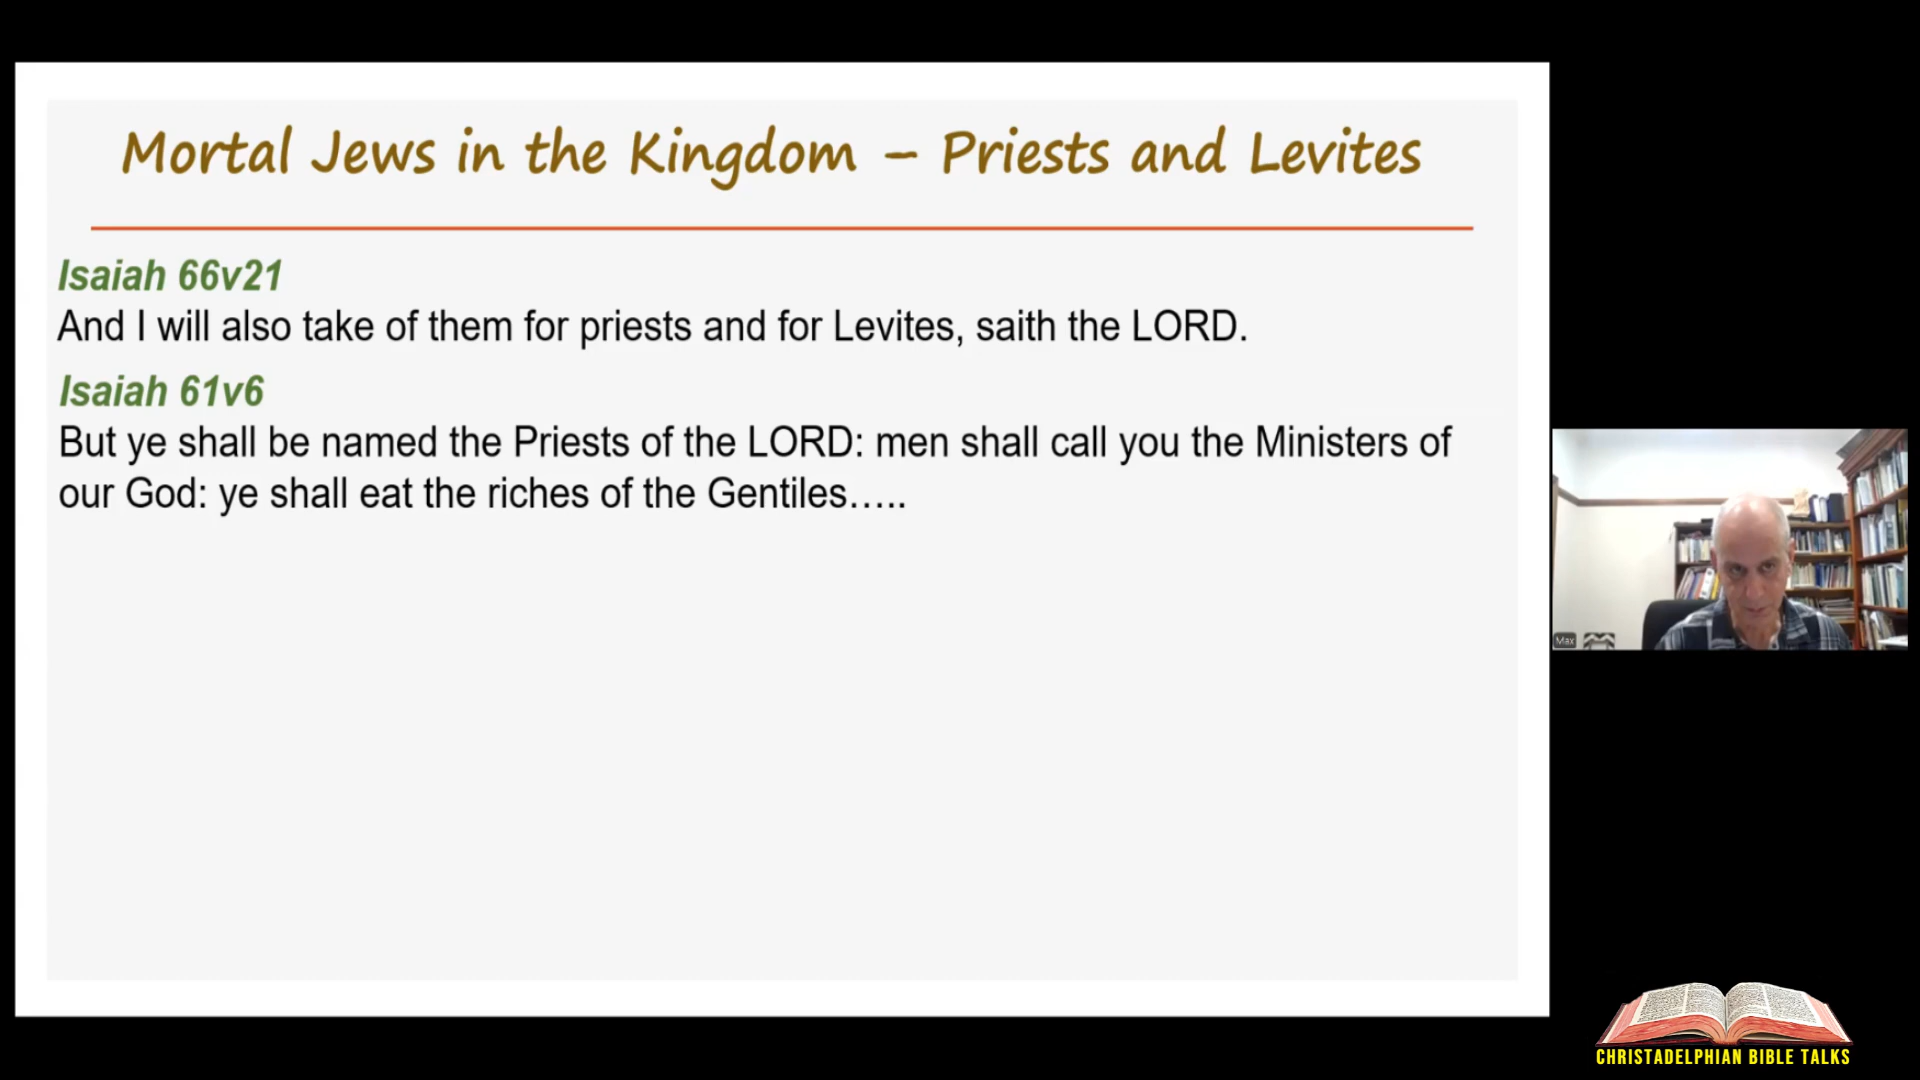 Mortal Jews in the Kingdom – Priests and Levites
Isaiah 66v21
And I will also take of them for priests and for Levites, saith the LORD.
Isaiah 61v6
But ye shall be named the Priests of the LORD: men shall call you the Ministers of
our God: ye shall eat the riches of the Gentiles…..
Max
CHRISTADELPHIAN BIBLE TALKS